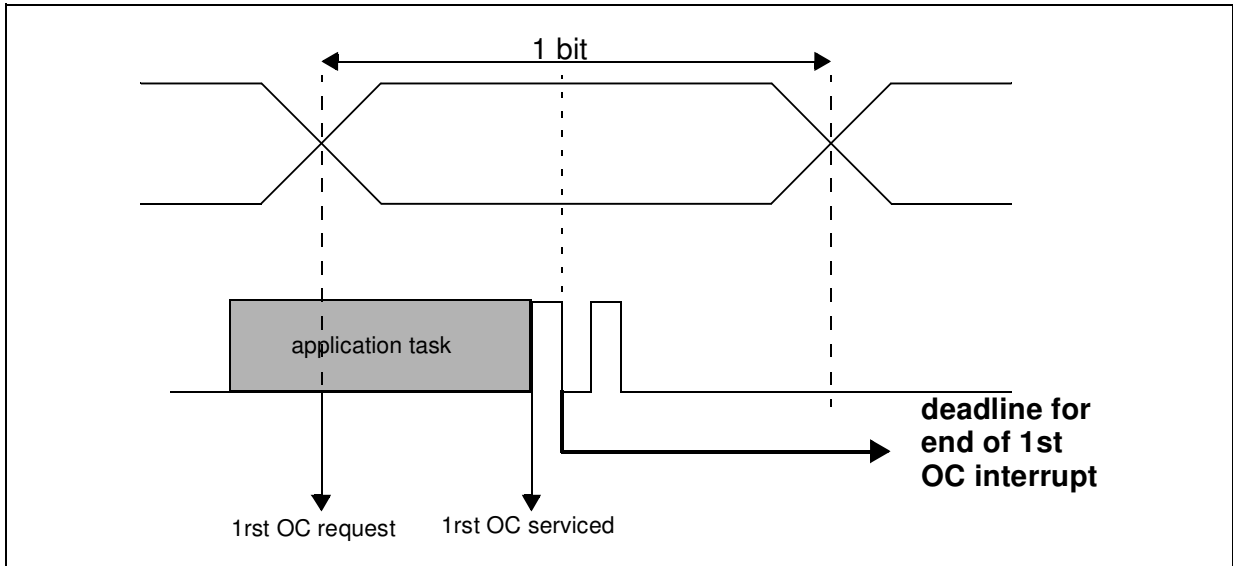 1 bit
application task
deadline for
end of 1st
OC interrupt
1rst OC request
1rst OC serviced